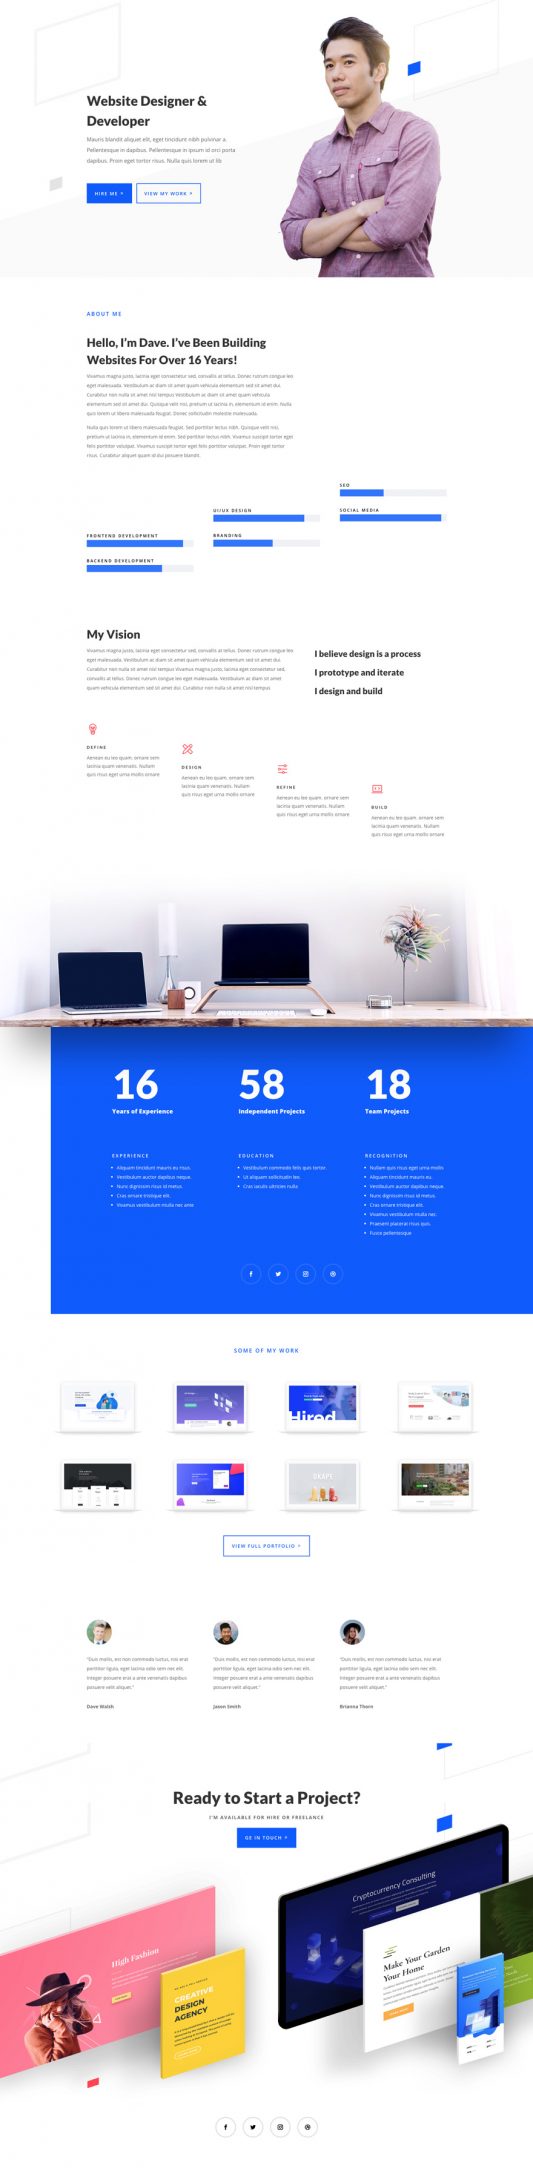 Website Designer &
Developer
Mauris blandit aliquet elit, eget tincidunt nibh pulvinar a.
Pellentesque in dapibus. Pellentesque in ipsum id orci porta
dapibus. Proin eget tortor risus. Nulla quis lorem ut lib
HIRE ME
VIEW MY WORK
ABOUT ME
Hello, I'm Dave. I've Been Building
Websites For Over 16 Years!
Vivamus magna justo, lacinia eget consectetur sed, convallis at tellus. Donec rutrum congue leo
eget malesuada. Vestibulum ac diam sit amet quam vehicula elementum sed sit amet dui.
Curabitur non nulla sit amet nisl tempus Vestibulum ac diam sit amet quam vehicula
elementum sed sit amet dui. Quisque velit nisi, pretium ut lacinia in, elementum id enim. Nulla
quis lorem ut libero malesuada feugiat. Donec sollicitudin molestie malesuada.
Nulla quis lorem ut libero malesuada feugiat. Sed porttitor lectus nibh. Quisque velit nisi,
pretium ut lacinia in, elementum id enim. Sed porttitor lectus nibh. Vivamus suscipit tortor eget
felis porttitor volutpat. Vivamus suscipit tortor eget felis porttitor volutpat. Proin eget tortor
risus. Curabitur aliquet quam id dui posuere blandit.
SEO
SOCIAL MEDIA
UI/UX DESIGN
BRANDING
FRONTEND DEVELOPMENT
BACKEND DEVELOPMENT
My Vision
Vivamus magna justo, lacinia eget consectetur sed, convallis at tellus. Donec rutrum congue leo
eget malesuada. Vestibulum ac diam sit amet quam vehicula elementum sed sit amet dui.
Curabitur non nulla sit amet nisl tempus Vivamus magna justo, lacinia eget consectetur sed,
convallis at tellus. Donec rutrum congue leo eget malesuada. Vestibulum ac diam sit amet
quam vehicula elementum sed sit amet dui. Curabitur non nulla sit amet nisl tempus
I believe design is a process
I prototype and iterate
I design and build
DEFINE
Aenean eu leo quam. ornare sem
lacinia quam venenatis. Nullam
quis risus eget urna mollis ornare
DESIGN
Aenean eu leo quam. ornare sem
lacinia quam venenatis. Nullam
quis risus eget urna mollis ornare
REFINE
Aenean eu leo quam. ornare sem
lacinia quam venenatis. Nullam
quis risus eget urna mollis ornare
BUILD
Aenean eu leo quam. ornare sem
lacinia quam venenatis. Nullam
quis risus eget urna mollis ornare
16
Years of Experience
58
Independent Projects
18
Team Projects
EXPERIENCE
Aliquam tincidunt mauris eu risus.
Vestibulum auctor dapibus neque.
Nunc dignissim risus id metus.
Cras ornare tristique elit.
Vivamus vestibulum ntulla nec ante
EDUCATION
Vestibulum commodo felis quis tortor.
Ut aliquam sollicitudin leo.
Cras iaculis ultricies nulla
RECOGNITION
Nullam quis risus eget urna mollis
Aliquam tincidunt mauris eu.
Vestibulum auctor dapibus neque.
Nunc dignissim risus id metus.
Cras ornare tristique elit.
Vivamus vestibulum ntulla nec.
Praesent placerat risus quis.
Fusce pellentesque
SOME OF MY WORK
Hired
GRAPE
VIEW FULL PORTFOLIO
"Duis mollis, est non commodo luctus, nisi erat
porttitor ligula, eget lacinia odio sem nec elit.
Integer posuere erat a ante venenatis dapibus
posuere velit aliquet."
Dave Walsh
"Duis mollis, est non commodo luctus, nisi erat
porttitor ligula, eget lacinia odio sem nec elit.
Integer posuere erat a ante venenatis dapibus
posuere velit aliquet."
Jason Smith
"Duis mollis, est non commodo luctus, nisi erat
porttitor ligula, eget lacinia odio sem nec elit.
Integer posuere erat a ante venenatis dapibus
posuere velit aliquet."
Brianna Thorn
Ready to Start a Project?
I'M AVAILABLE FOR HIRE OR FREELANCE
GE IN TOUCH
Cryptocurrency Consulting
High Fashion
CREATIVE
DESIGN
AGENCY
Make Your Garden
Your Home